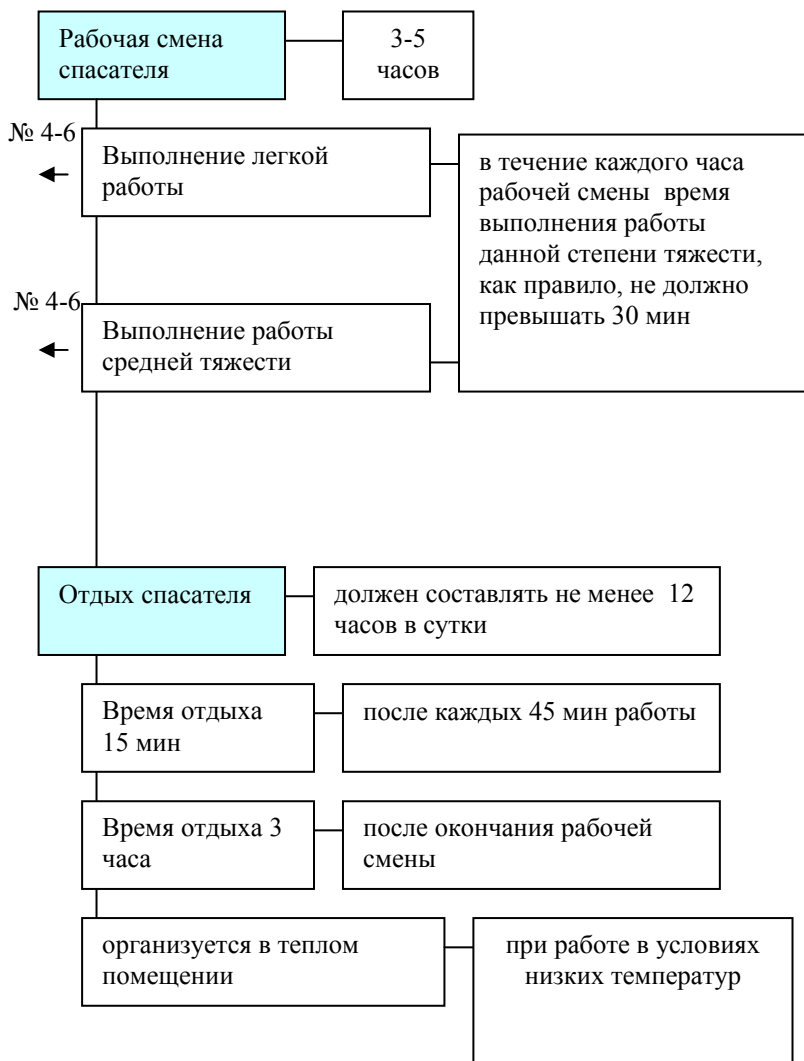 Рабочая смена
спасателя
3-5
часов
№ 4-6
Выполнение легкой
работы
в течение каждого часа
рабочей смены время
выполнения работы
данной степени тяжести,
как правило, не должно
превышать 30 мин
№ 4-6
Выполнение работы
средней тяжести
Отдых спасателя
должен составлять не менее 12
часов в сутки
Время отдыха
15 мин
после каждых 45 мин работы
Время отдыха 3
часа
после окончания рабочей
смены
организуется в теплом
помещении
при работе в условиях
низких температур